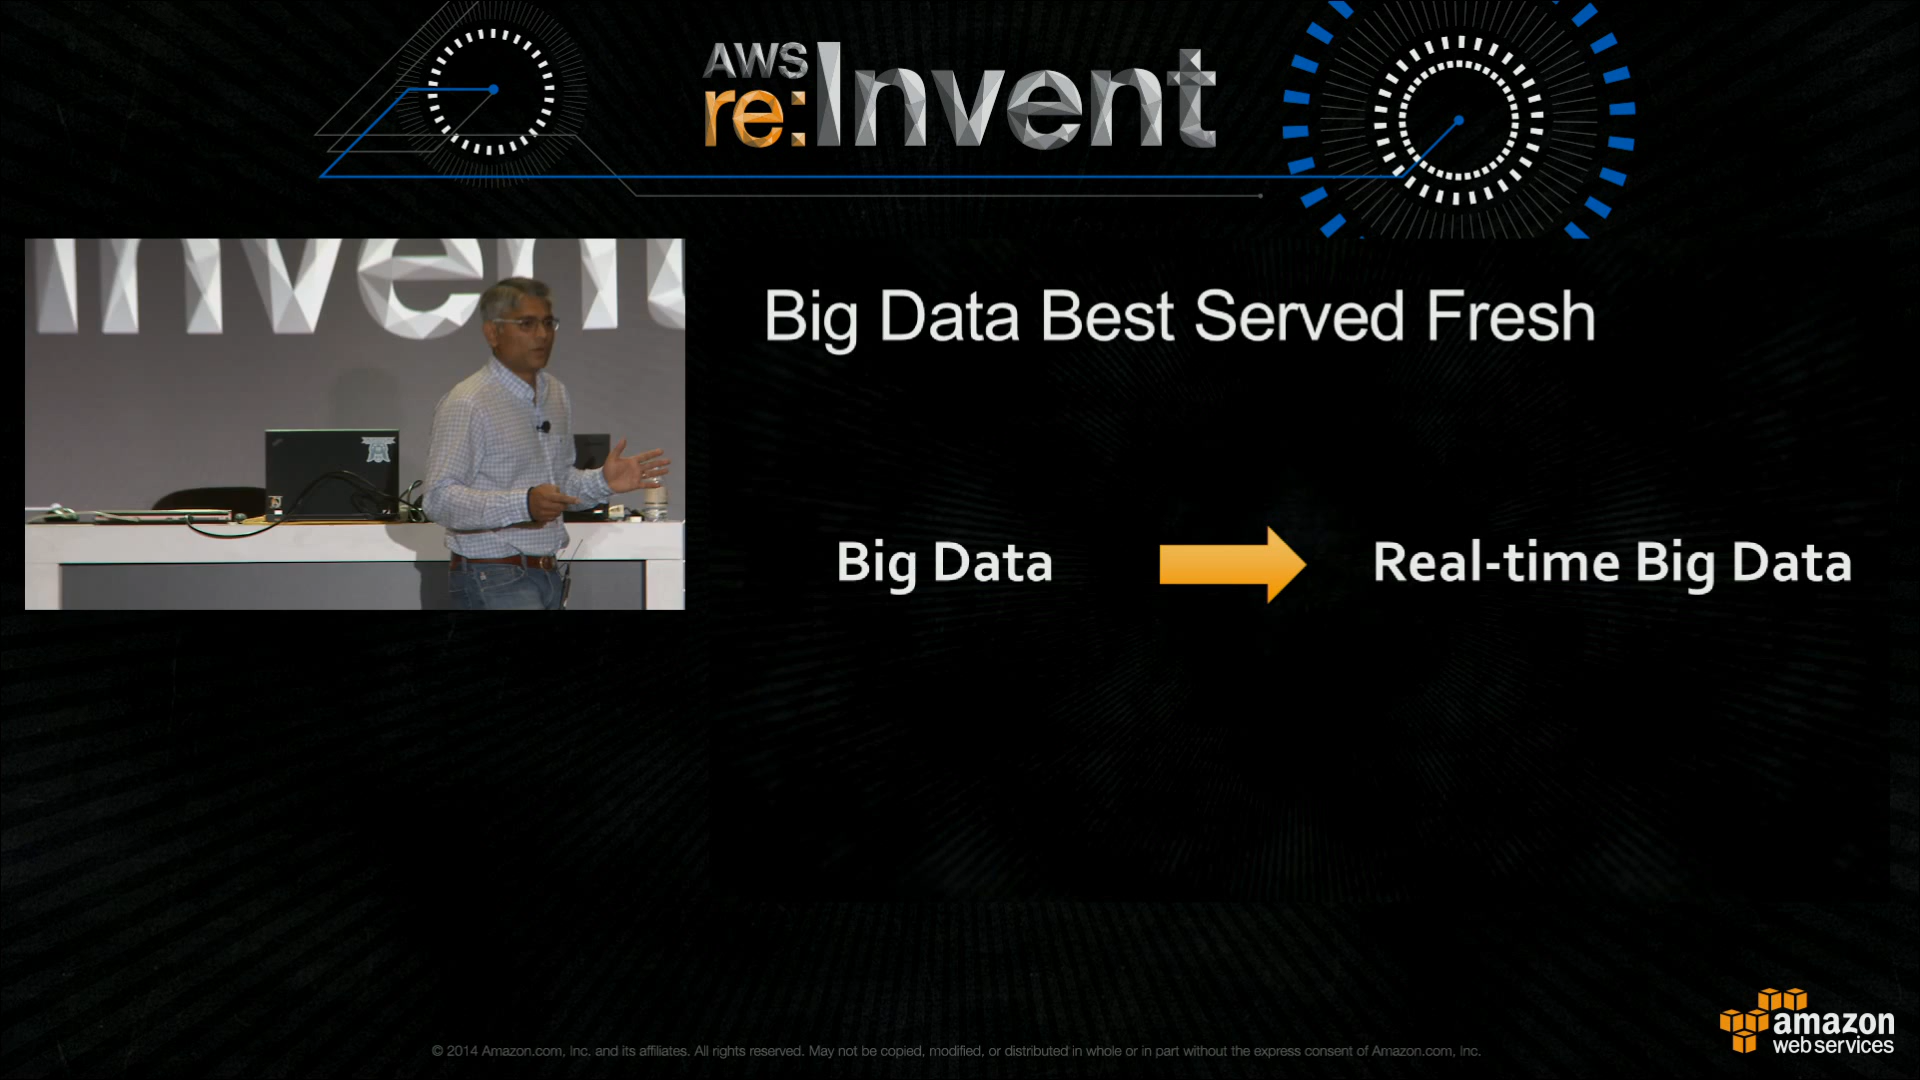 AWS
re:Invent
Invent
Big Data Best Served Fresh
Big Data
Real-time Big Data
amazon
web services
© 2014 Amazon.com, Inc. and its affiliates. All rights reserved. May not be copied, modified, or distributed in whole or in part without the express consent of Amazon.com, Inc.